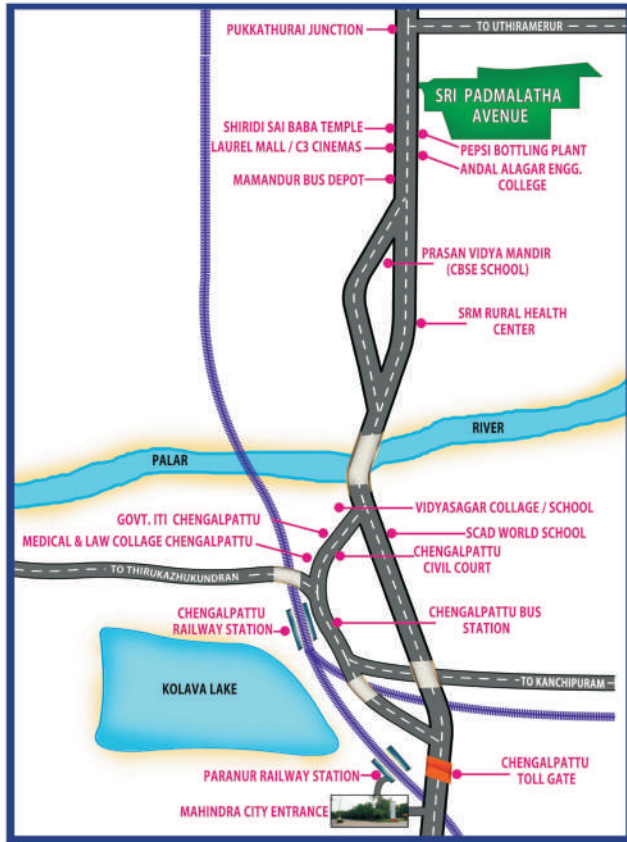 PUKKATHURAI JUNCTION
TO UTHIRAMERUR
SRI PADMALATHA
AVENUE
SHIRIDI SAI BABA TEMPLE
LAUREL MALL / C3 CINEMAS
PEPSI BOTTLING PLANT
ANDAL ALAGAR ENGG.
COLLEGE
MAMANDUR BUS DEPOT
PRASAN VIDYA MANDIR
(CBSE SCHOOL)
SRM RURAL HEALTH
CENTER
RIVER
PALAR
VIDYASAGAR COLLAGE / SCHOOL
GOVT. ITI CHENGALPATTU
SCAD WORLD SCHOOL
MEDICAL & LAW COLLAGE CHENGALPATTU
CHENGALPATTU
CIVIL COURT
TO THIRUKAZHUKUNDRAN
CHENGALPATTU
RAILWAY STATION
CHENGALPATTU BUS
STATION
KOLAVA LAKE
TO KANCHIPURAM
CHENGALPATTU
TOLL GATE
PARANUR RAILWAY STATION
MAHINDRA CITY ENTRANCE